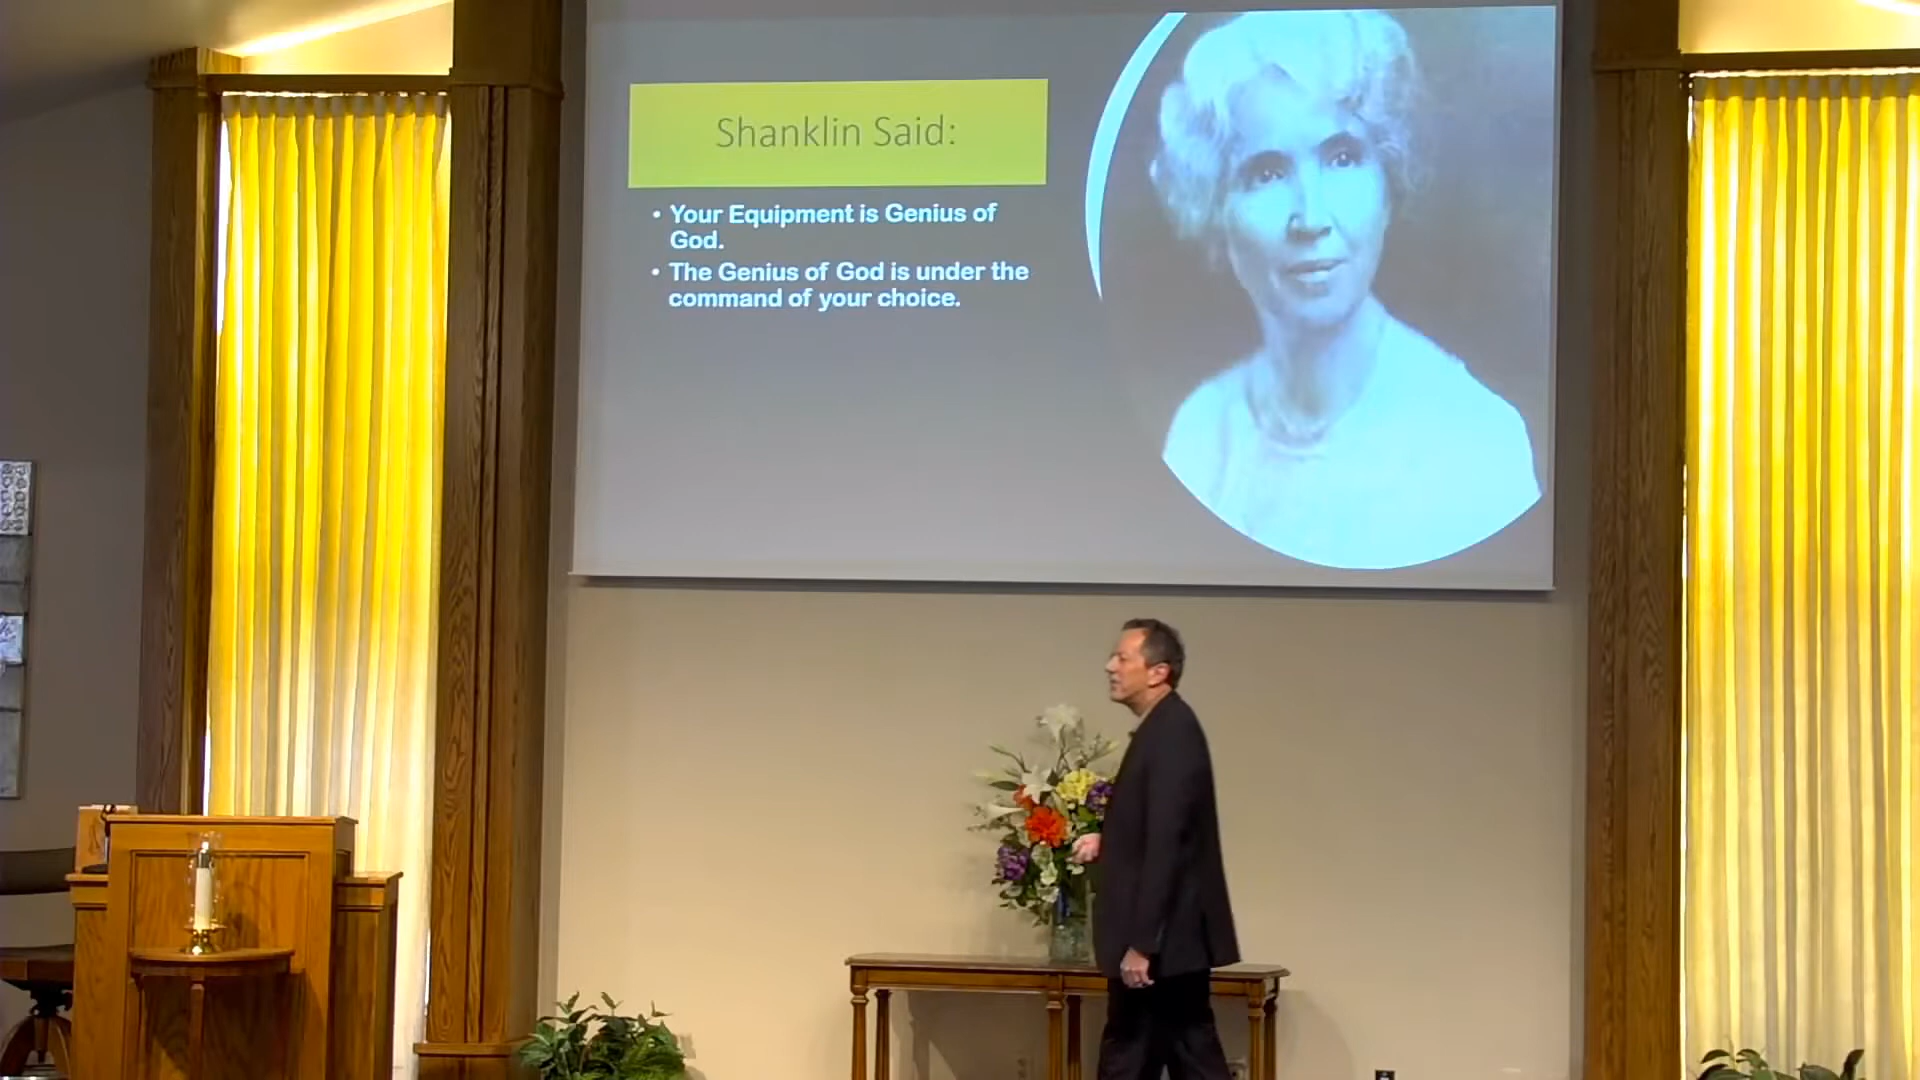 Shanklin Said:
• Your Equipment is Genius of
God.
• The Genius of God is under the
command of your choice.